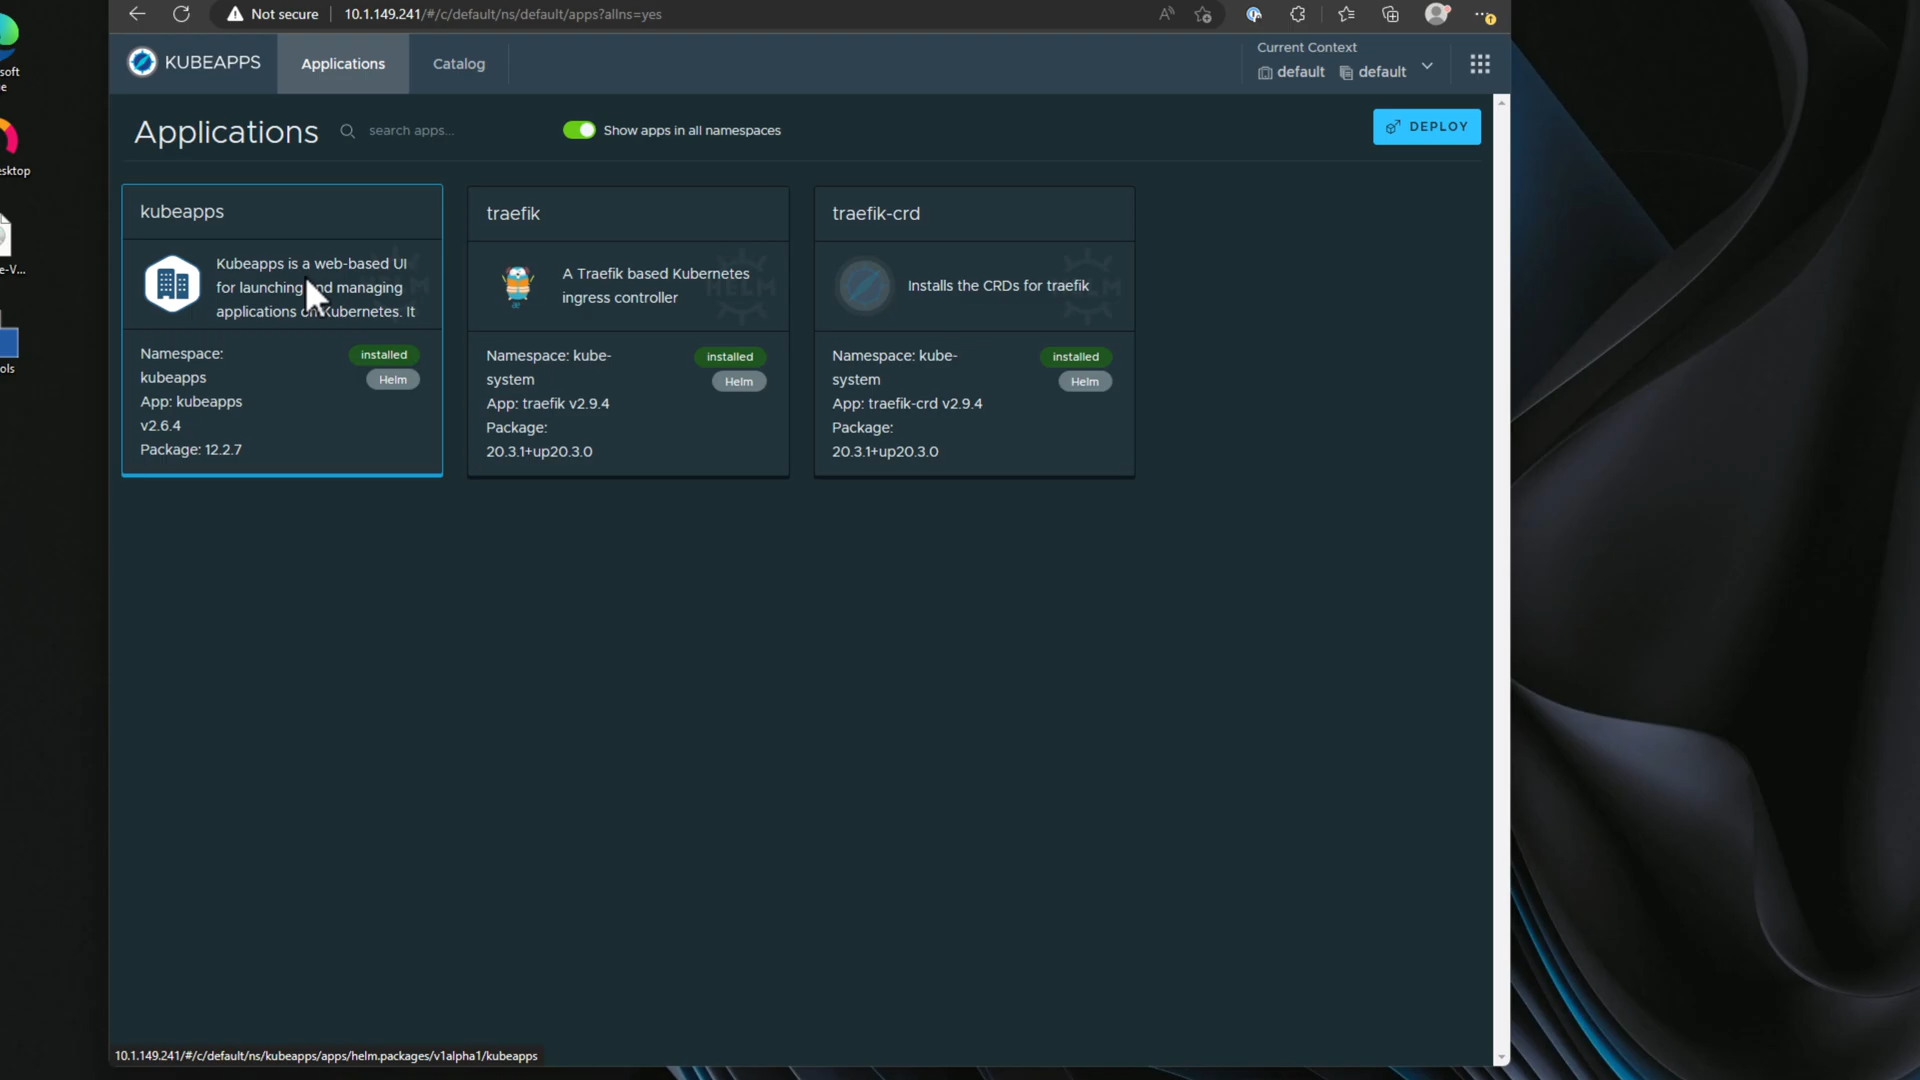 Not secure
10.1.149.241/#/c/default/ns/default/apps?allns=yes
soft
e
KUBEAPPS
Applications
Catalog
Current Context
default
default
Applications
search apps...
Show apps in all namespaces
DEPLOY
esktop
kubeapps
Kubeapps is a web-based UI
for launching and managing
applications on Kubernetes. It
Namespace:
kubeapps
App: kubeapps
v2.6.4
Package: 12.2.7
installed
Helm
traefik
A Traefik based Kubernetes
ingress controller
HELM
Namespace: kube-
system
App: traefik v2.9.4
Package:
20.3.1+up20.3.0
installed
Helm
traefik-crd
Installs the CRDs for traefik
HELM
Namespace: kube-
system
App: traefik-crd v2.9.4
Package:
20.3.1+up20.3.0
installed
Helm
e-V...
ols
10.1.149.241/#/c/default/ns/kubeapps/apps/helm.packages/v1alpha1/kubeapps